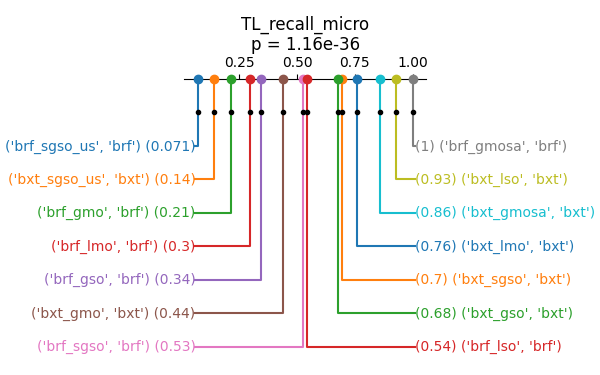 TL_recall_micro
p = 1.16e-36
0.25 0.50 0.75 1.00
('brf_sgso_us', 'brf') (0.071) (1) ('brf_gmosa', 'brf')
('bxt_sgso_us', 'bxt') (0.14) (0.93) ('bxt_lso', 'bxt')
('brf_gmo', 'brf') (0.21) (0.86) ('bxt_gmosa', 'bxt')
('brf_lmo', 'brf') (0.3) (0.76) ('bxt_lmo', 'bxt')
('brf_gso', 'brf') (0.34) (0.7) ('bxt_sgso', 'bxt')
('bxt_gmo', 'bxt') (0.44) (0.68) ('bxt_gso', 'bxt')
('brf_sgso', 'brf') (0.53) (0.54) ('brf_lso', 'brf')